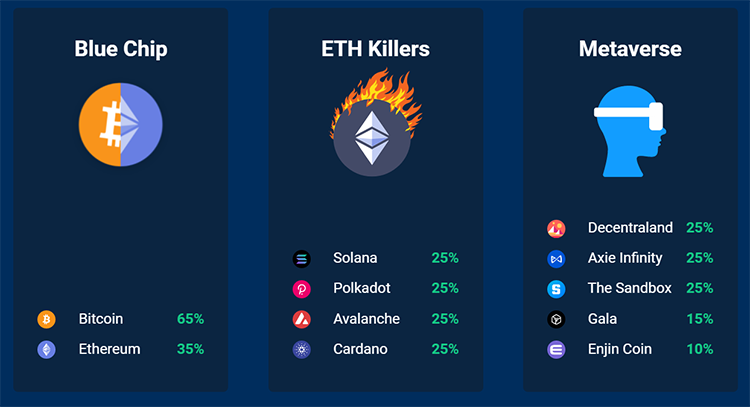 Blue Chip
Bitcoin 65%
Ethereum 35%
ETH Killers
Solana 25%
Polkadot 25%
Avalanche 25%
Cardano 25%
Metaverse
Decentraland 25%
Axie Infinity 25%
The Sandbox 25%
Gala 15%
Enjin Coin 10%